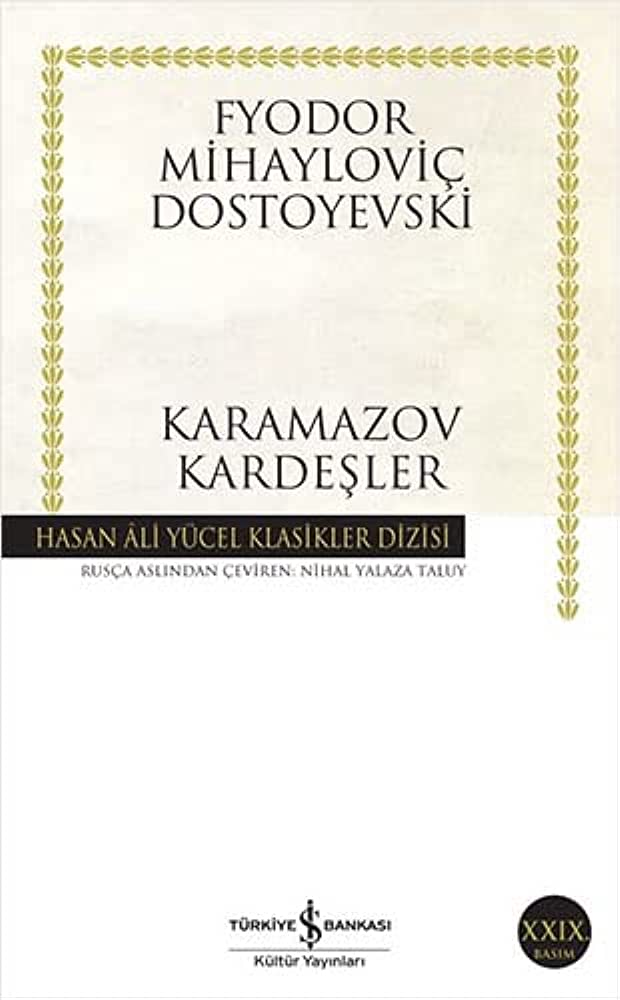 FYODOR
MİHAYLOVİÇ
DOSTOYEVSKİ
KARAMAZOV
KARDEŞLER
HASAN ÂLİ YÜCEL KLASİKLER DİZİSİ
RUSÇA ASLINDAN ÇEVİREN: NİHAL YALAZA TALUY
TÜRKİYE İŞ BANKASI
Kültür Yayınları
XXIX.
BASIM